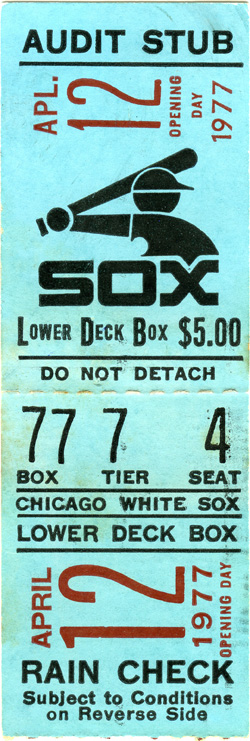 AUDIT STUB
APL. 12 OPENING DAY 1977
SOX
LOWER DECK BOX $5.00
DO NOT DETACH
77 7 4
BOX TIER SEAT
CHICAGO WHITE SOX
LOWER DECK BOX
APRIL 12 1977 OPENING DAY
RAIN CHECK
Subject to Conditions
on Reverse Side